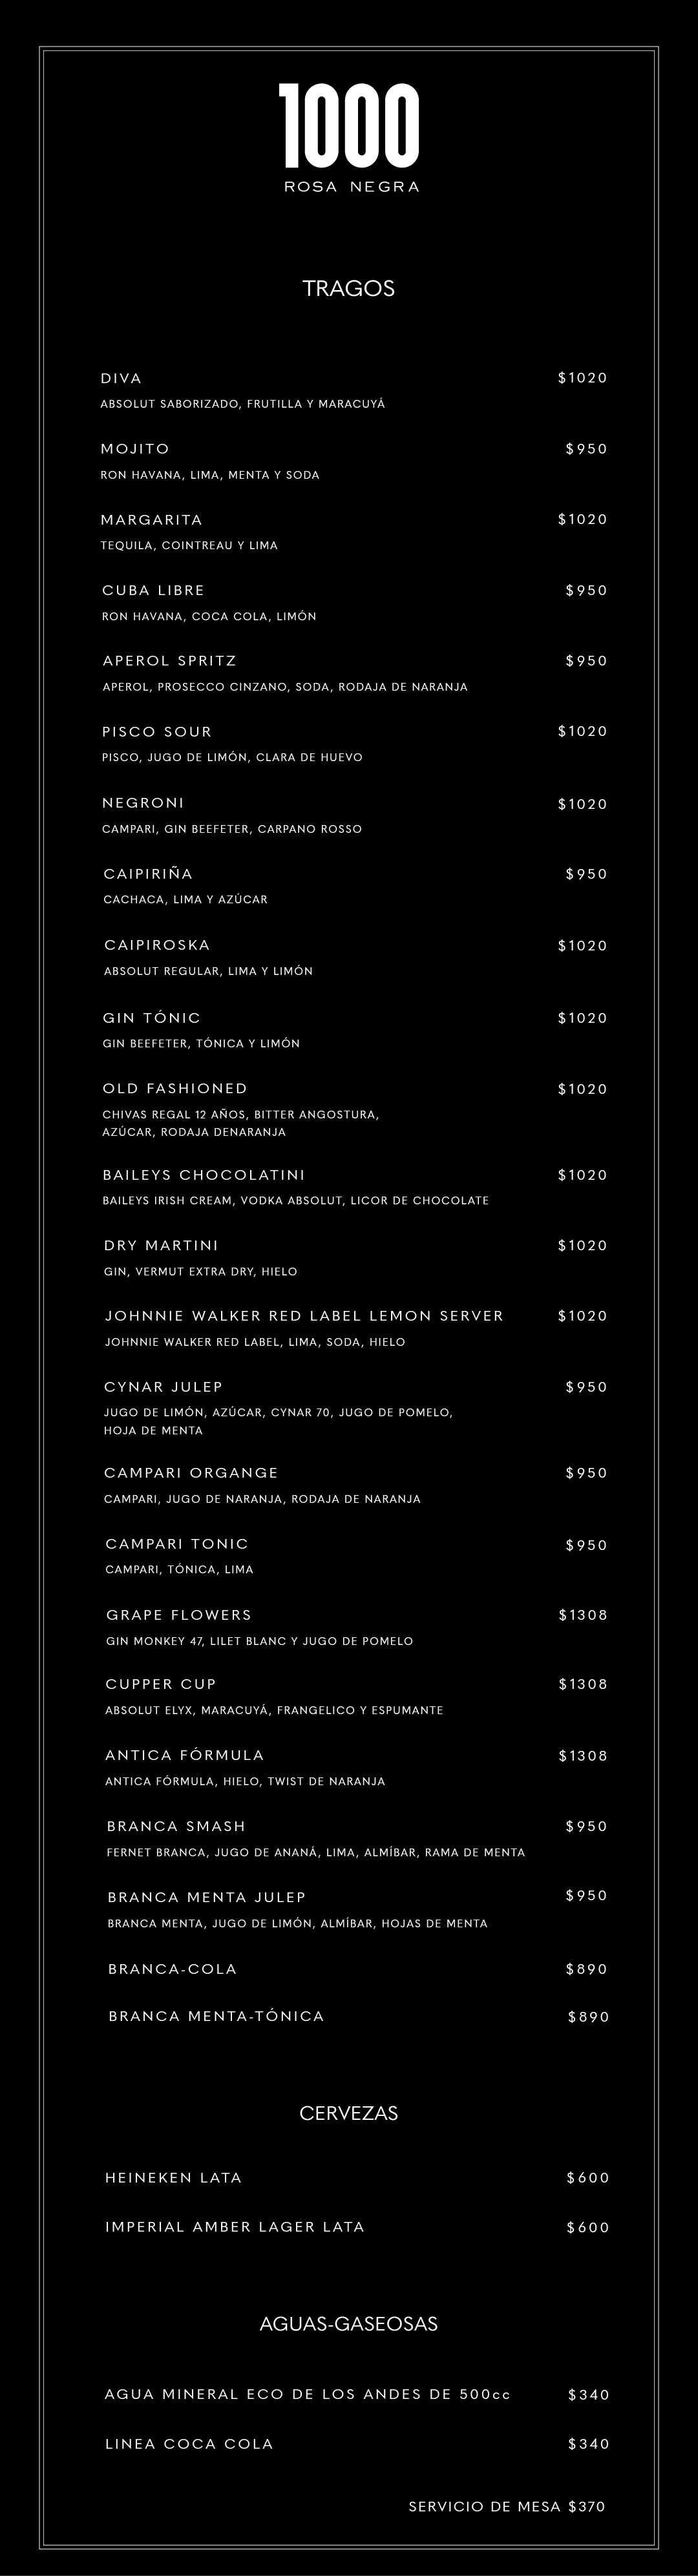 1000
ROSA NEGRA
TRAGOS
DIVA $1020
ABSOLUT SABORIZADO, FRUTILLA Y MARACUYÁ
MOJITO $950
RON HAVANA, LIMA, MENTA Y SODA
MARGARITA $1020
TEQUILA, COINTREAU Y LIMA
CUBA LIBRE $950
RON HAVANA, COCA COLA, LIMÓN
APEROL SPRITZ $950
APEROL, PROSECCO CINZANO, SODA, RODAJA DE NARANJA
PISCO SOUR $1020
PISCO, JUGO DE LIMÓN, CLARA DE HUEVO
NEGRONI $1020
CAMPARI, GIN BEEFETER, CARPANO ROSSO
CAIPIRIÑA $950
CACHACA, LIMA Y AZÚCAR
CAIPIROSKA $1020
ABSOLUT REGULAR, LIMA Y LIMÓN
GIN TÓNIC $1020
GIN BEEFETER, TÓNICA Y LIMÓN
OLD FASHIONED $1020
CHIVAS REGAL 12 AÑOS, BITTER ANGOSTURA,
AZÚCAR, RODAJA DENARANJA
BAILEYS CHOCOLATINI $1020
BAILEYS IRISH CREAM, VODKA ABSOLUT, LICOR DE CHOCOLATE
DRY MARTINI $1020
GIN, VERMUT EXTRA DRY, HIELO
JOHNNIE WALKER RED LABEL LEMON SERVER $1020
JOHNNIE WALKER RED LABEL, LIMA, SODA, HIELO
CYNAR JULEP $950
JUGO DE LIMÓN, AZÚCAR, CYNAR 70, JUGO DE POMELO,
HOJA DE MENTA
CAMPARI ORGANGE $950
CAMPARI, JUGO DE NARANJA, RODAJA DE NARANJA
CAMPARI TONIC $950
CAMPARI, TÓNICA, LIMA
GRAPE FLOWERS $1308
GIN MONKEY 47, LILET BLANC Y JUGO DE POMELO
CUPPER CUP $1308
ABSOLUT ELYX, MARACUYÁ, FRANGELICO Y ESPUMANTE
ANTICA FÓRMULA $1308
ANTICA FÓRMULA, HIELO, TWIST DE NARANJA
BRANCA SMASH $950
FERNET BRANCA, JUGO DE ANANÁ, LIMA, ALMÍBAR, RAMA DE MENTA
BRANCA MENTA JULEP $950
BRANCA MENTA, JUGO DE LIMÓN, ALMÍBAR, HOJAS DE MENTA
BRANCA-COLA $890
BRANCA MENTA-TÓNICA $890
CERVEZAS
HEINEKEN LATA $600
IMPERIAL AMBER LAGER LATA $600
AGUAS-GASEOSAS
AGUA MINERAL ECO DE LOS ANDES DE 500cc $340
LINEA COCA COLA $340
SERVICIO DE MESA $370